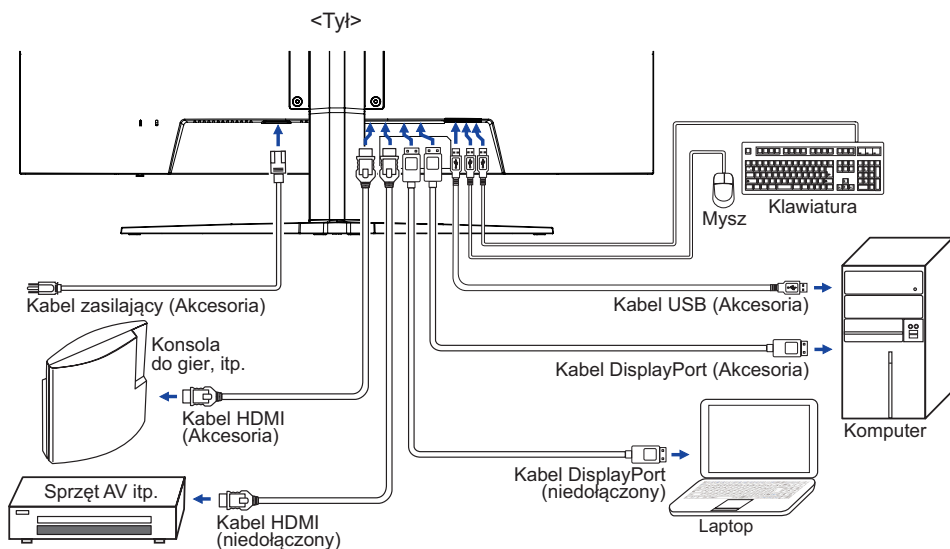 <Tył>
Mysz
Klawiatura
Kabel zasilający (Akcesoria)
Kabel USB (Akcesoria)
Konsola
do gier, itp.
Kabel DisplayPort (Akcesoria)
Kabel HDMI
(Akcesoria)
Komputer
Kabel DisplayPort
(niedołączony)
Sprzęt AV itp.
Kabel HDMI
(niedołączony)
Laptop